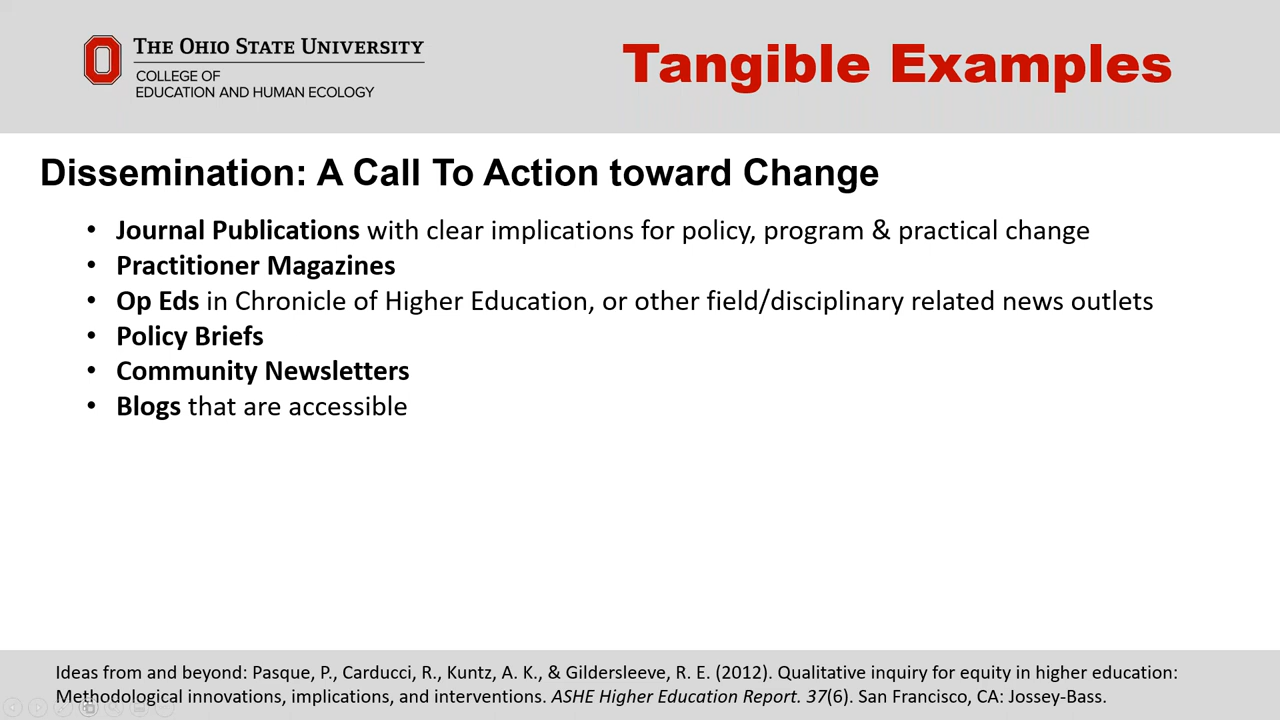 THE OHIO STATE UNIVERSITY
COLLEGE OF
EDUCATION AND HUMAN ECOLOGY
Tangible Examples
Dissemination: A Call To Action toward Change
• Journal Publications with clear implications for policy, program & practical change
• Practitioner Magazines
• Op Eds in Chronicle of Higher Education, or other field/disciplinary related news outlets
• Policy Briefs
• Community Newsletters
• Blogs that are accessible
Ideas from and beyond: Pasque, P., Carducci, R., Kuntz, A. K., & Gildersleeve, R. E. (2012). Qualitative inquiry for equity in higher education:
Methodological innovations, implications, and interventions. ASHE Higher Education Report. 37(6). San Francisco, CA: Jossey-Bass.